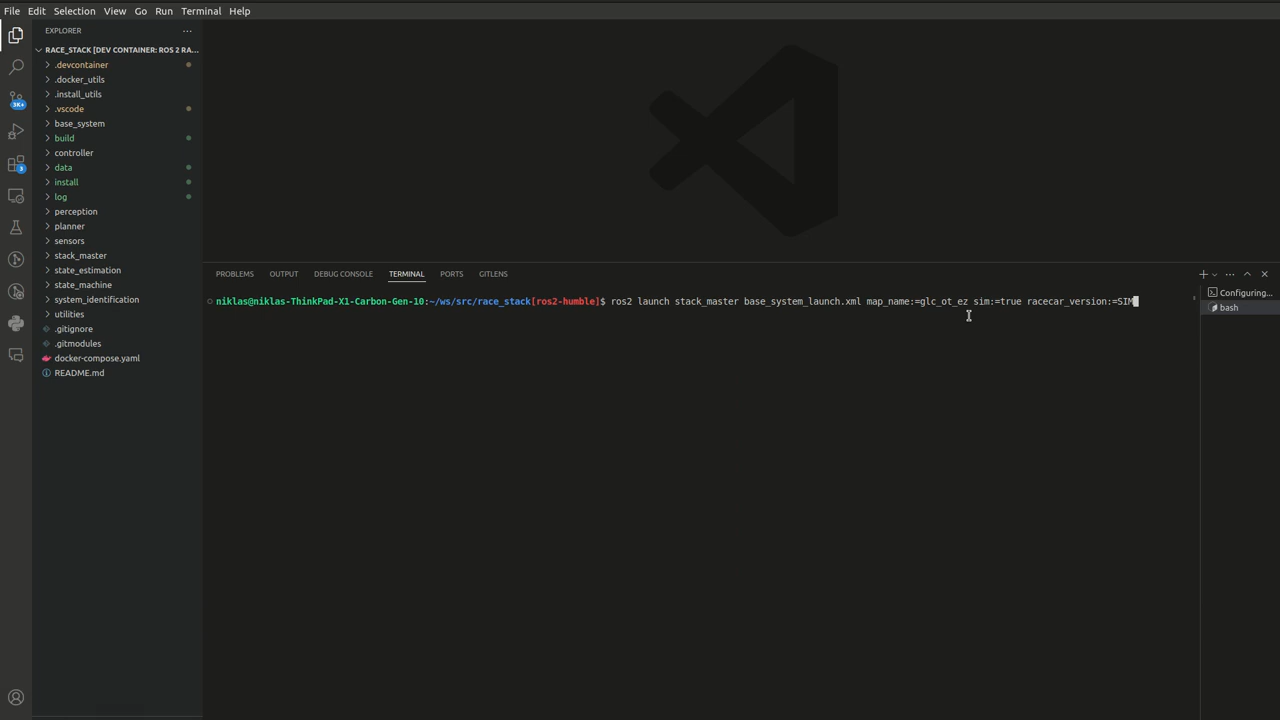 File Edit Selection View Go Run Terminal Help
EXPLORER ...
RACE_STACK [DEV CONTAINER: ROS 2 RA...
.devcontainer
.docker_utils
.install_utils
.vscode
base_system
build
controller
data
install
log
perception
planner
sensors
stack_master
state_estimation
state_machine
system_identification
utilities
.gitignore
.gitmodules
docker-compose.yaml
README.md
3K+
3
PROBLEMS OUTPUT DEBUG CONSOLE TERMINAL PORTS GITLENS
niklas@niklas-ThinkPad-X1-Carbon-Gen-10:~/ws/src/race_stack[ros2-humble]$ ros2 launch stack_master base_system_launch.xml map_name:=glc_ot_ez sim:=true racecar_version:=SIM
Configuring...
bash